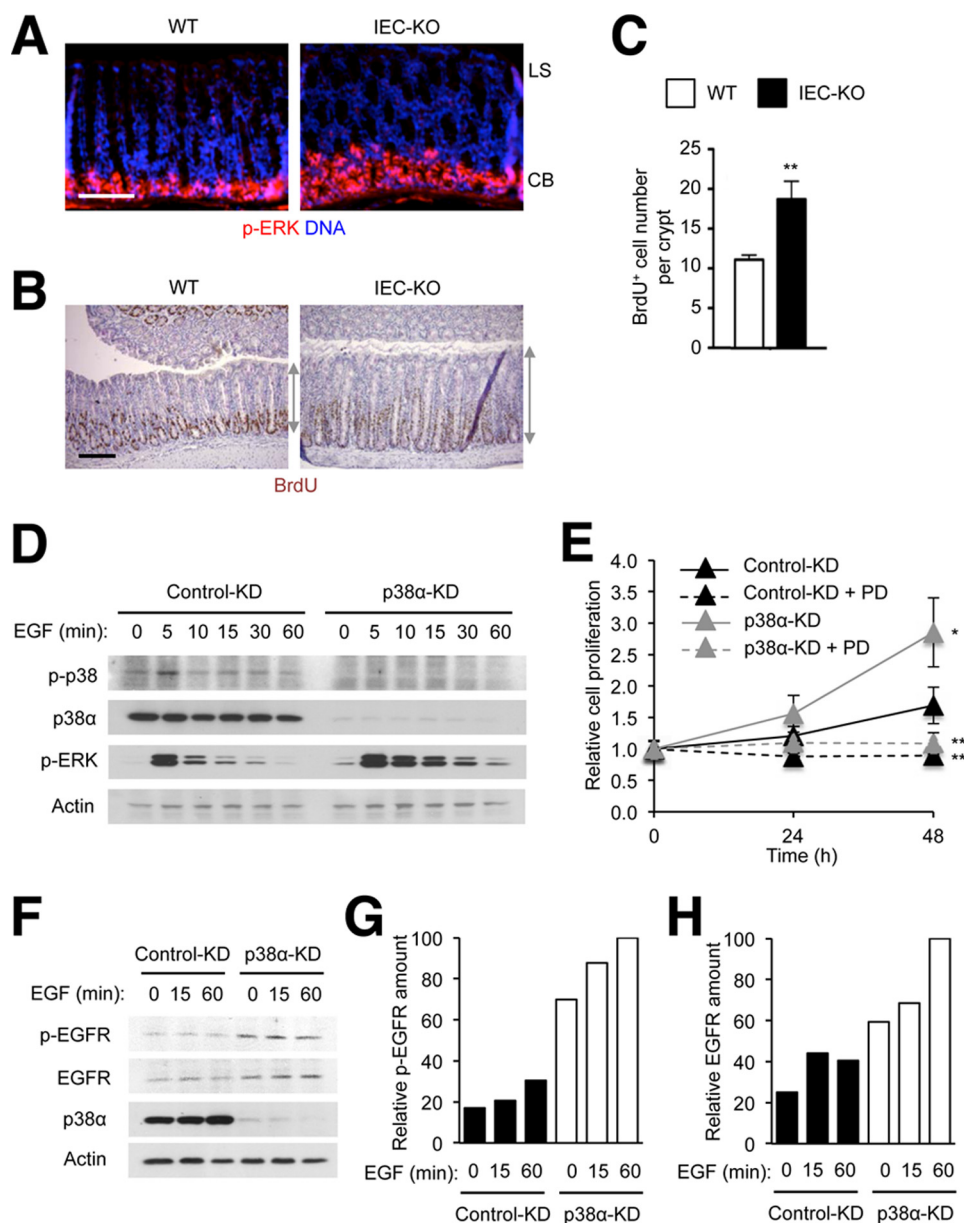 A
WT
IEC-KO
LS
CB
p-ERK DNA
B
WT
IEC-KO
BrdU
C
WT
IEC-KO
BrdU⁺ cell number
per crypt
25
20
15
10
5
0
**
D
Control-KD
p38α-KD
EGF (min): 0 5 10 15 30 60 0 5 10 15 30 60
p-p38
p38α
p-ERK
Actin
E
Relative cell proliferation
4.0
3.5
3.0
2.5
2.0
1.5
1.0
0.5
0.0
Control-KD
Control-KD + PD
p38α-KD
p38α-KD + PD
*
**
**
0 24 48
Time (h)
F
Control-KD p38α-KD
EGF (min): 0 15 60 0 15 60
p-EGFR
EGFR
p38α
Actin
G
Relative p-EGFR amount
100
80
60
40
20
0
EGF (min): 0 15 60 0 15 60
Control-KD p38α-KD
H
Relative EGFR amount
100
80
60
40
20
0
EGF (min): 0 15 60 0 15 60
Control-KD p38α-KD